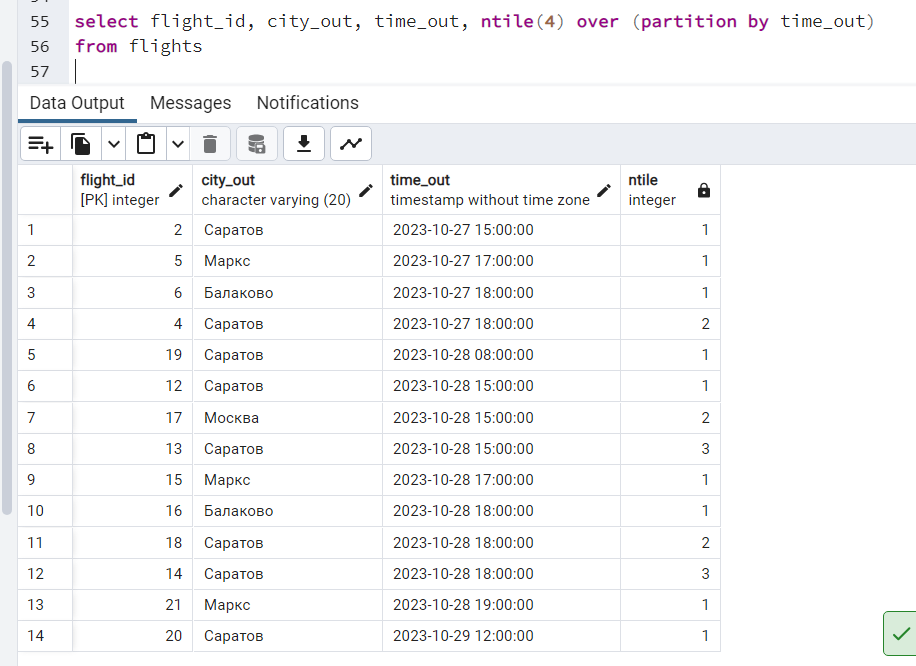 55 select flight_id, city_out, time_out, ntile(4) over (partition by time_out)
56 from flights
57
Data Output Messages Notifications
flight_id city_out time_out ntile
[PK] integer character varying (20) timestamp without time zone integer
1 2 Саратов 2023-10-27 15:00:00 1
2 5 Маркс 2023-10-27 17:00:00 1
3 6 Балаково 2023-10-27 18:00:00 1
4 4 Саратов 2023-10-27 18:00:00 2
5 19 Саратов 2023-10-28 08:00:00 1
6 12 Саратов 2023-10-28 15:00:00 1
7 17 Москва 2023-10-28 15:00:00 2
8 13 Саратов 2023-10-28 15:00:00 3
9 15 Маркс 2023-10-28 17:00:00 1
10 16 Балаково 2023-10-28 18:00:00 1
11 18 Саратов 2023-10-28 18:00:00 2
12 14 Саратов 2023-10-28 18:00:00 3
13 21 Маркс 2023-10-28 19:00:00 1
14 20 Саратов 2023-10-29 12:00:00 1